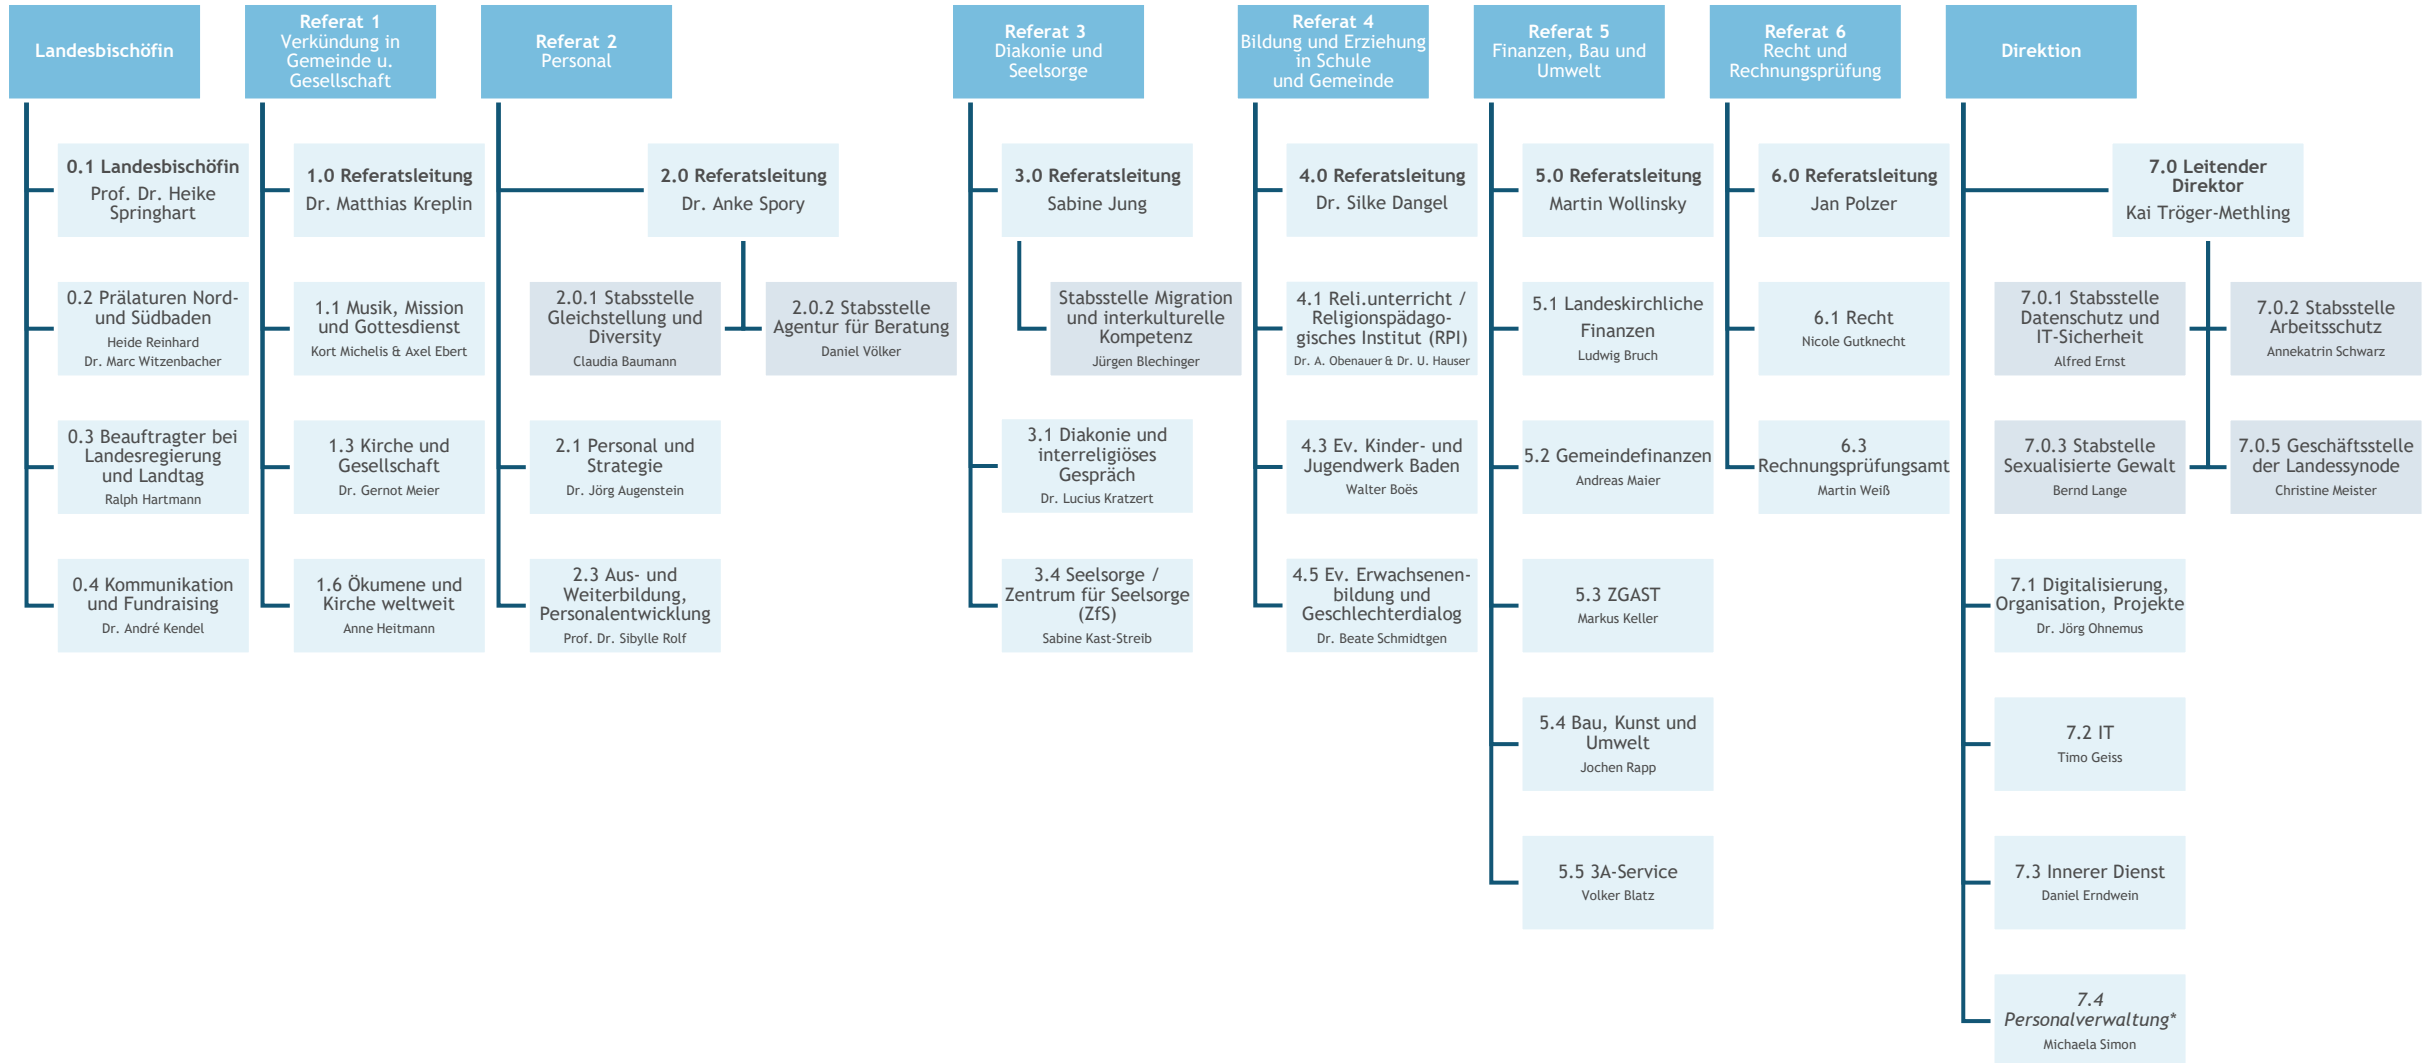 Landesbischöfin
Referat 1
Verkündung in
Gemeinde u.
Gesellschaft
Referat 2
Personal
Referat 3
Diakonie und
Seelsorge
Referat 4
Bildung und Erziehung
in Schule
und Gemeinde
Referat 5
Finanzen, Bau und
Umwelt
Referat 6
Recht und
Rechnungsprüfung
Direktion
0.1 Landesbischöfin
Prof. Dr. Heike
Springhart
1.0 Referatsleitung
Dr. Matthias Kreplin
2.0 Referatsleitung
Dr. Anke Spory
3.0 Referatsleitung
Sabine Jung
4.0 Referatsleitung
Dr. Silke Dangel
5.0 Referatsleitung
Martin Wollinsky
6.0 Referatsleitung
Jan Polzer
7.0 Leitender
Direktor
Kai Tröger-Methling
0.2 Prälaturen Nord-
und Südbaden
Heide Reinhard
Dr. Marc Witzenbacher
1.1 Musik, Mission
und Gottesdienst
Kort Michelis & Axel Ebert
2.0.1 Stabsstelle
Gleichstellung und
Diversity
Claudia Baumann
2.0.2 Stabsstelle
Agentur für Beratung
Daniel Völker
Stabsstelle Migration
und interkulturelle
Kompetenz
Jürgen Blechinger
4.1 Reli.unterricht /
Religionspädago-
gisches Institut (RPI)
Dr. A. Obenauer & Dr. U. Hauser
5.1 Landeskirchliche
Finanzen
Ludwig Bruch
6.1 Recht
Nicole Gutknecht
7.0.1 Stabsstelle
Datenschutz und
IT-Sicherheit
Alfred Ernst
7.0.2 Stabsstelle
Arbeitsschutz
Annekatrin Schwarz
0.3 Beauftragter bei
Landesregierung
und Landtag
Ralph Hartmann
1.3 Kirche und
Gesellschaft
Dr. Gernot Meier
2.1 Personal und
Strategie
Dr. Jörg Augenstein
3.1 Diakonie und
interreligiöses
Gespräch
Dr. Lucius Kratzert
4.3 Ev. Kinder- und
Jugendwerk Baden
Walter Boës
5.2 Gemeindefinanzen
Andreas Maier
6.3
Rechnungsprüfungsamt
Martin Weiß
7.0.3 Stabstelle
Sexualisierte Gewalt
Bernd Lange
7.0.5 Geschäftsstelle
der Landessynode
Christine Meister
0.4 Kommunikation
und Fundraising
Dr. André Kendel
1.6 Ökumene und
Kirche weltweit
Anne Heitmann
2.3 Aus- und
Weiterbildung,
Personalentwicklung
Prof. Dr. Sibylle Rolf
3.4 Seelsorge /
Zentrum für Seelsorge
(ZfS)
Sabine Kast-Streib
4.5 Ev. Erwachsenen-
bildung und
Geschlechterdialog
Dr. Beate Schmidtgen
5.3 ZGAST
Markus Keller
7.1 Digitalisierung,
Organisation, Projekte
Dr. Jörg Ohnemus
5.4 Bau, Kunst und
Umwelt
Jochen Rapp
7.2 IT
Timo Geiss
5.5 3A-Service
Volker Blatz
7.3 Innerer Dienst
Daniel Erndwein
7.4
Personalverwaltung*
Michaela Simon